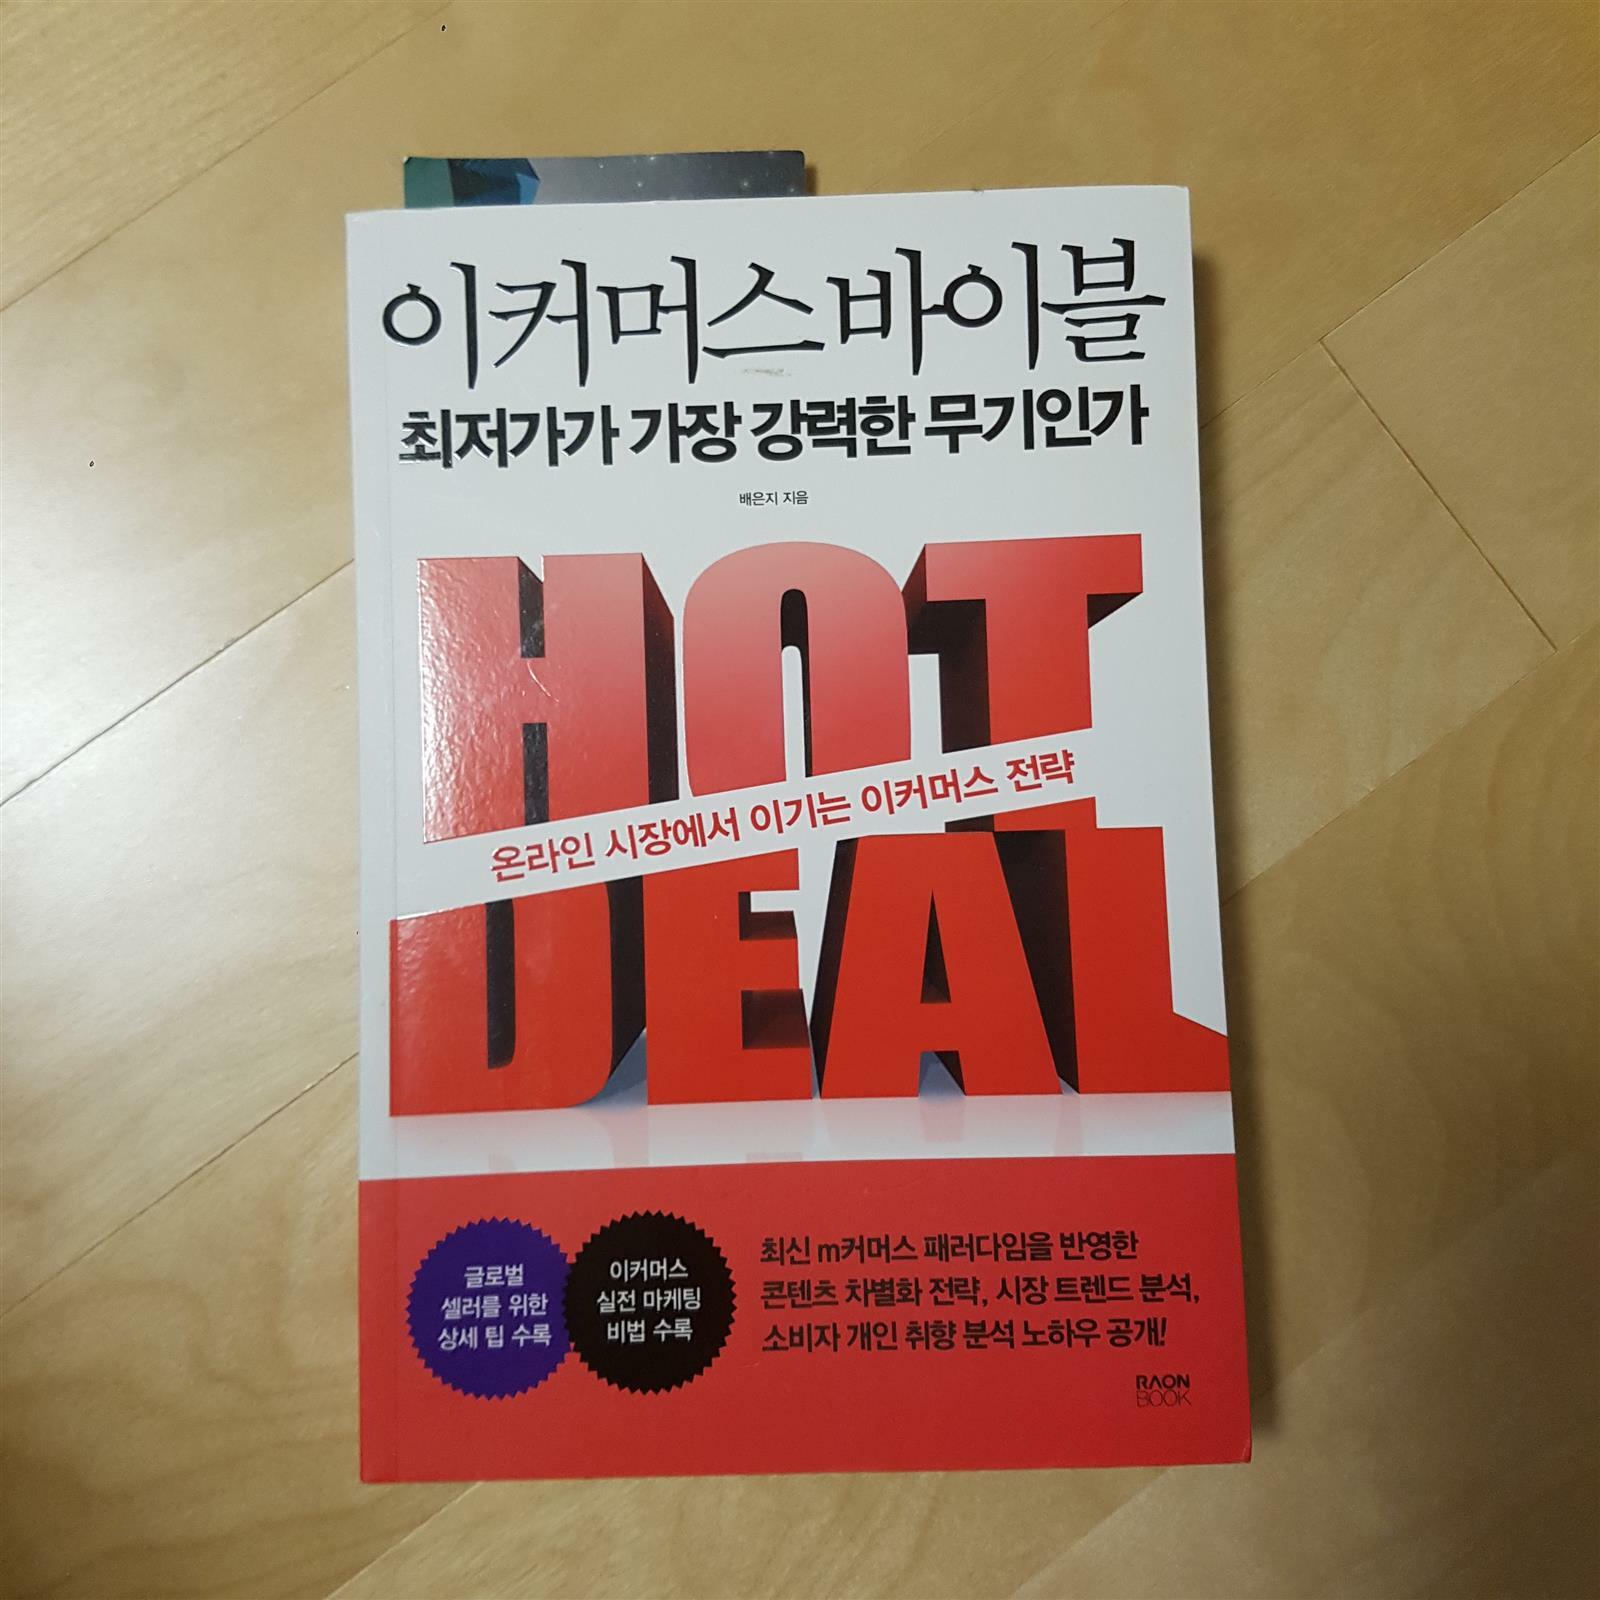 이커머스바이블
최저가가 가장 강력한 무기인가
배은지 지음
HOT
온라인 시장에서 이기는 이커머스 전략
DEAL
글로벌
셀러를 위한
상세 팁 수록
이커머스
실전 마케팅
비법 수록
최신 m커머스 패러다임을 반영한
콘텐츠 차별화 전략, 시장 트렌드 분석,
소비자 개인 취향 분석 노하우 공개!
RAON
BOOK